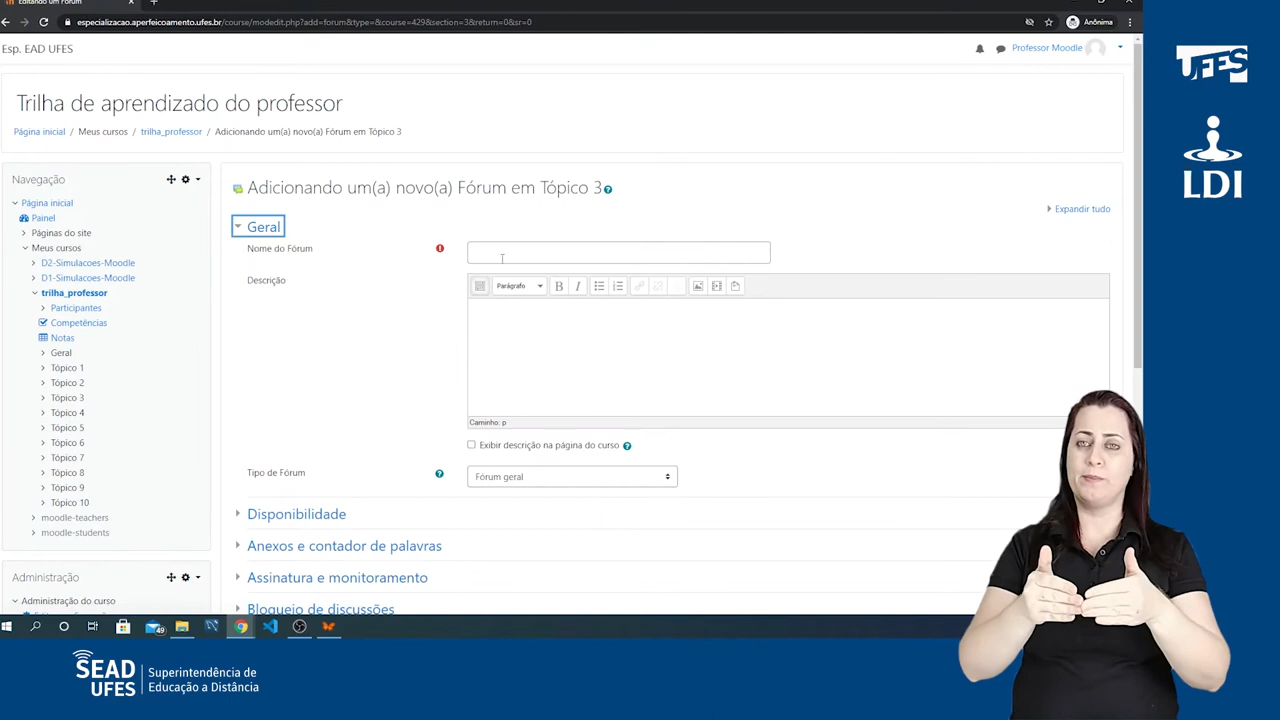 Editando um Fórum
especializacao.aperfeicoamento.ufes.br/course/modedit.php?add=forum&type=&course=429&section=3&return=0&sr=0
Anônima
Esp. EAD UFES
Professor Moodle
Trilha de aprendizado do professor
Página inicial / Meus cursos / trilha_professor / Adicionando um(a) novo(a) Fórum em Tópico 3
Navegação
Página inicial
Painel
Páginas do site
Meus cursos
D2-Simulacoes-Moodle
D1-Simulacoes-Moodle
trilha_professor
Participantes
Competências
Notas
Geral
Tópico 1
Tópico 2
Tópico 3
Tópico 4
Tópico 5
Tópico 6
Tópico 7
Tópico 8
Tópico 9
Tópico 10
moodle-teachers
moodle-students
Administração
Administração do curso
Adicionando um(a) novo(a) Fórum em Tópico 3
Expandir tudo
Geral
Nome do Fórum
Descrição
Parágrafo
B I
Caminho: p
Exibir descrição na página do curso
Tipo de Fórum
Fórum geral
Disponibilidade
Anexos e contador de palavras
Assinatura e monitoramento
Bloqueio de discussões
49
UFES
LDI
SEAD
UFES
Superintendência de
Educação a Distância